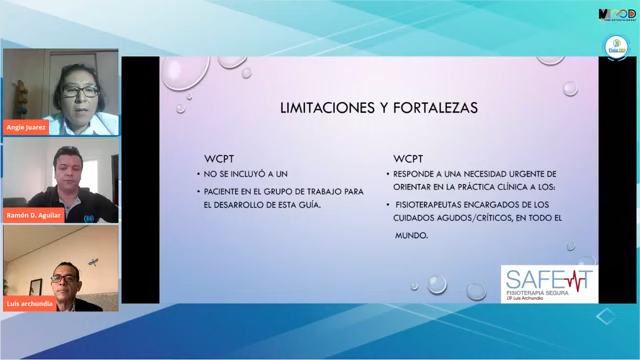 Angie Juarez
Ramón D. Aguilar
Luis archondia
LIMITACIONES Y FORTALEZAS
WCPT
• NO SE INCLUYÓ A UN
• PACIENTE EN EL GRUPO DE TRABAJO PARA
EL DESARROLLO DE ESTA GUÍA.
WCPT
• RESPONDE A UNA NECESIDAD URGENTE DE
ORIENTAR EN LA PRÁCTICA CLÍNICA A LOS:
• FISIOTERAPEUTAS ENCARGADOS DE LOS
CUIDADOS AGUDOS/CRÍTICOS, EN TODO EL
MUNDO.
FISIOTERAPIA SEGURA